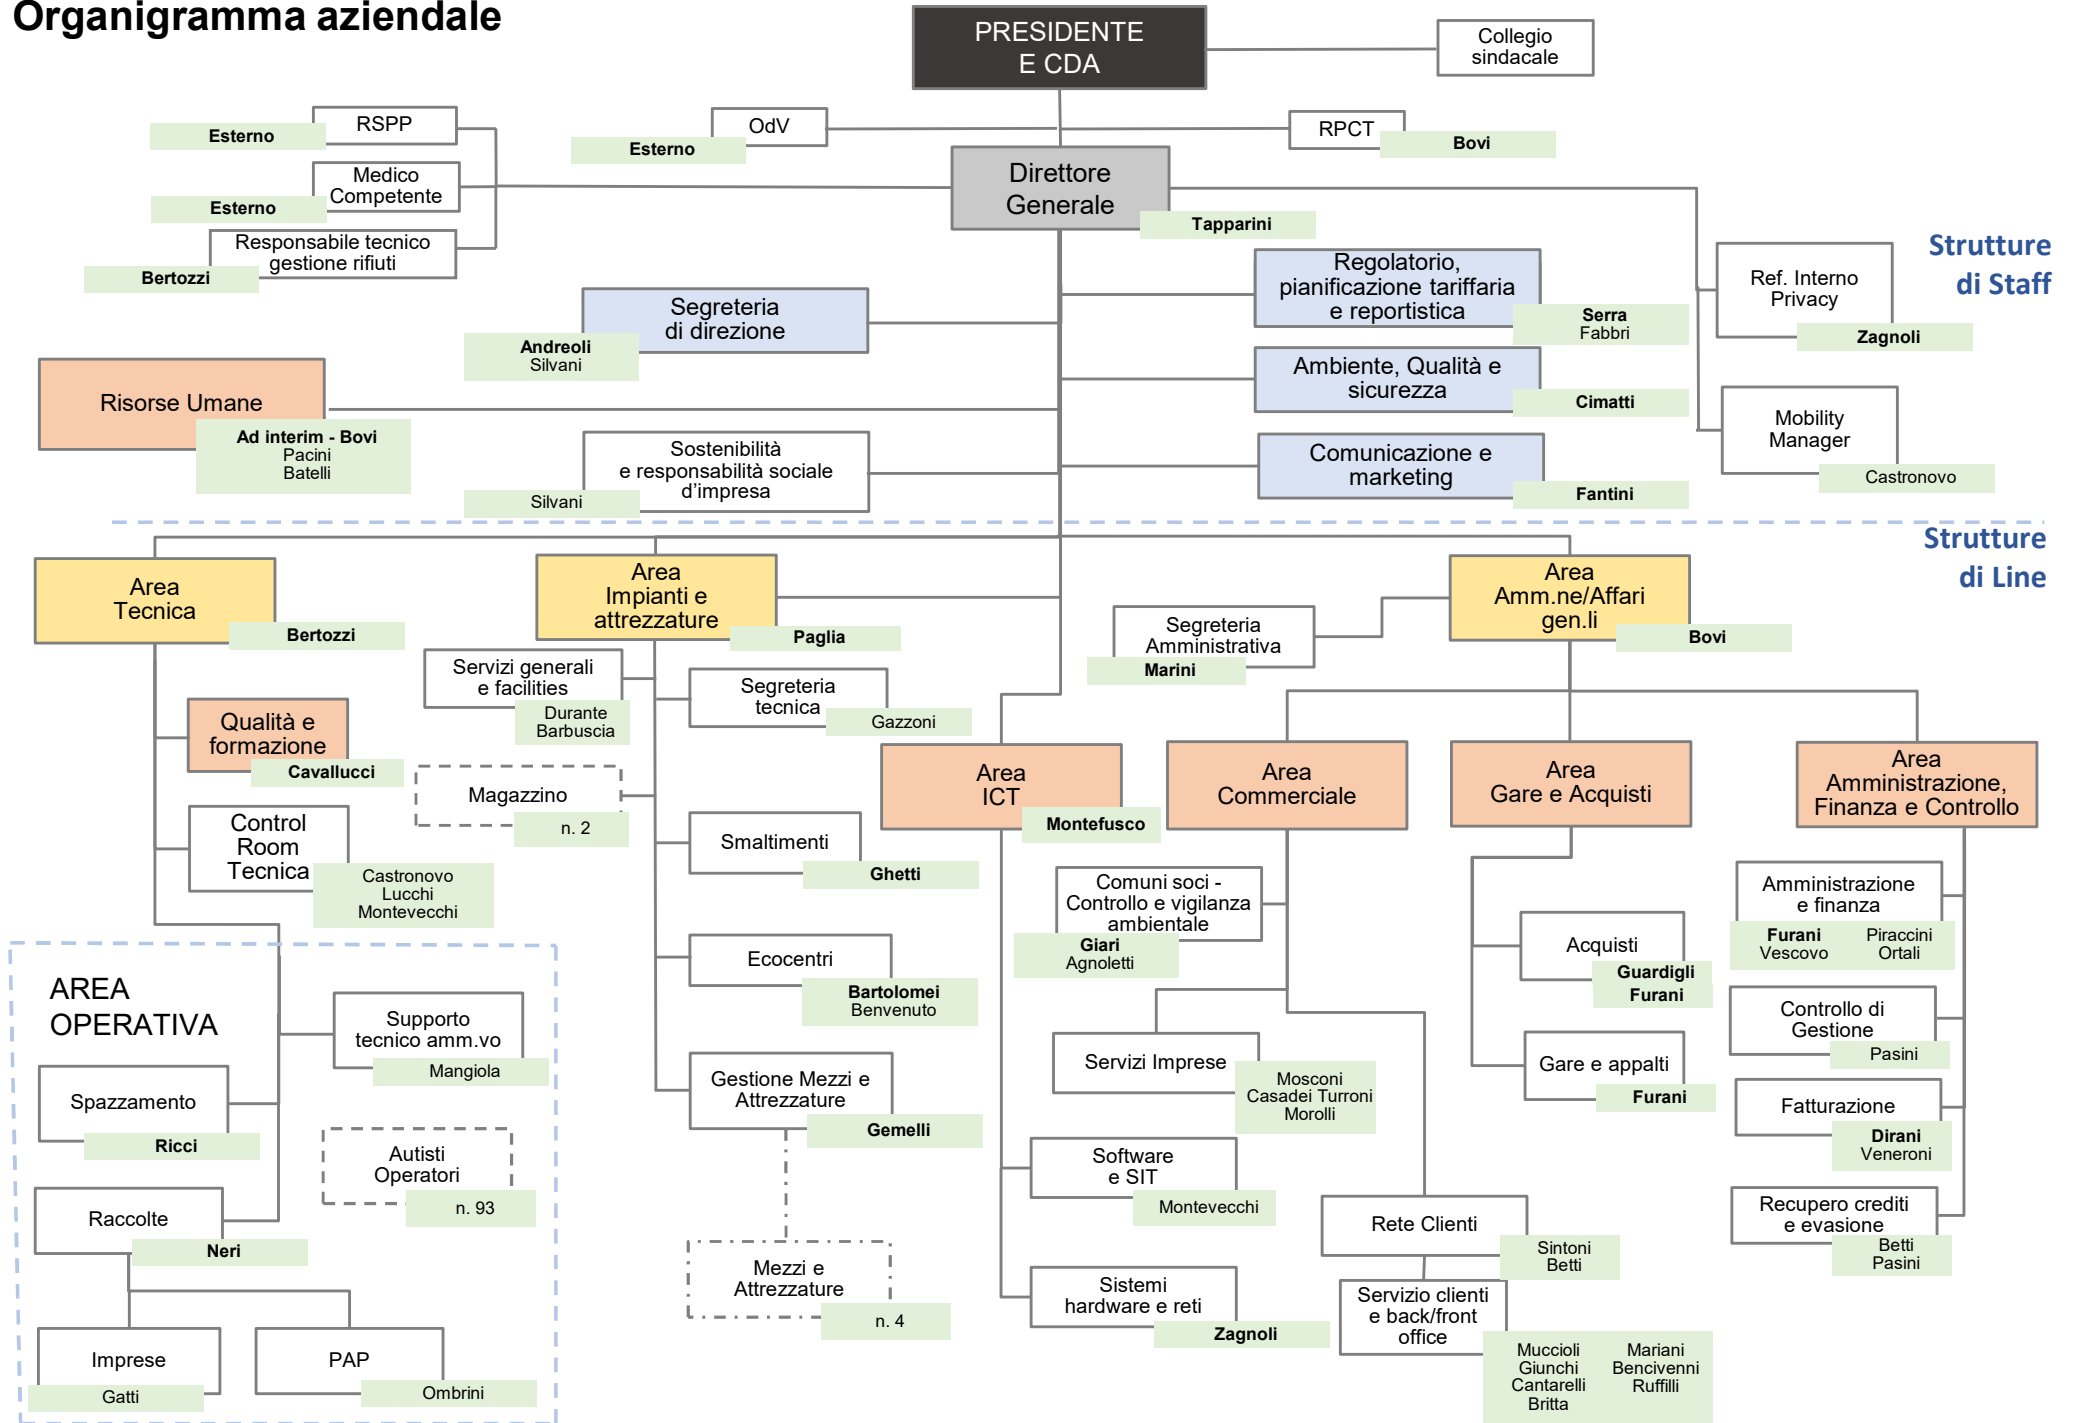 Organigramma aziendale
PRESIDENTE
E CDA
Collegio
sindacale
RSPP
Esterno
OdV
Esterno
RPCT
Bovi
Medico
Competente
Esterno
Direttore
Generale
Tapparini
Responsabile tecnico
gestione rifiuti
Bertozzi
Strutture
di Staff
Regolatorio,
pianificazione tariffaria
e reportistica
Serra
Fabbri
Ref. Interno
Privacy
Zagnoli
Segreteria
di direzione
Andreoli
Silvani
Ambiente, Qualità e
sicurezza
Cimatti
Risorse Umane
Ad interim - Bovi
Pacini
Batelli
Mobility
Manager
Castronovo
Sostenibilità
e responsabilità sociale
d'impresa
Silvani
Comunicazione e
marketing
Fantini
Strutture
di Line
Area
Tecnica
Bertozzi
Area
Impianti e
attrezzature
Paglia
Area
Amm.ne/Affari
gen.li
Bovi
Segreteria
Amministrativa
Marini
Servizi generali
e facilities
Durante
Barbuscia
Segreteria
tecnica
Gazzoni
Qualità e
formazione
Cavallucci
Magazzino
n. 2
Area
ICT
Montefusco
Area
Commerciale
Area
Gare e Acquisti
Area
Amministrazione,
Finanza e Controllo
Control
Room
Tecnica
Castronovo
Lucchi
Montevecchi
Smaltimenti
Ghetti
Comuni soci -
Controllo e vigilanza
ambientale
Giari
Agnoletti
Acquisti
Guardigli
Furani
Amministrazione
e finanza
Furani Piraccini
Vescovo Ortali
AREA
OPERATIVA
Ecocentri
Bartolomei
Benvenuto
Supporto
tecnico amm.vo
Mangiola
Controllo di
Gestione
Pasini
Servizi Imprese
Mosconi
Casadei Turroni
Morolli
Gare e appalti
Furani
Spazzamento
Ricci
Gestione Mezzi e
Attrezzature
Gemelli
Fatturazione
Dirani
Veneroni
Autisti
Operatori
n. 93
Software
e SIT
Montevecchi
Raccolte
Neri
Rete Clienti
Sintoni
Betti
Recupero crediti
e evasione
Betti
Pasini
Mezzi e
Attrezzature
n. 4
Sistemi
hardware e reti
Zagnoli
Servizio clienti
e back/front
office
Muccioli Mariani
Giunchi Bencivenni
Cantarelli Ruffilli
Britta
Imprese
Gatti
PAP
Ombrini